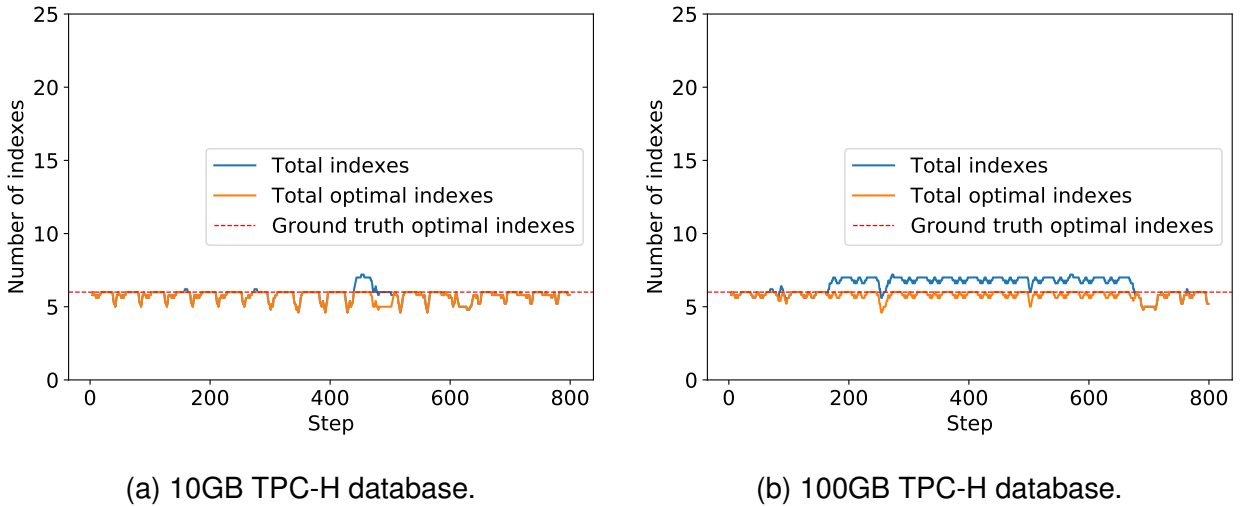 25
20
15
10
5
0
Number of indexes
Total indexes
Total optimal indexes
Ground truth optimal indexes
0 200 400 600 800
Step
(a) 10GB TPC-H database.
25
20
15
10
5
0
Number of indexes
Total indexes
Total optimal indexes
Ground truth optimal indexes
0 200 400 600 800
Step
(b) 100GB TPC-H database.